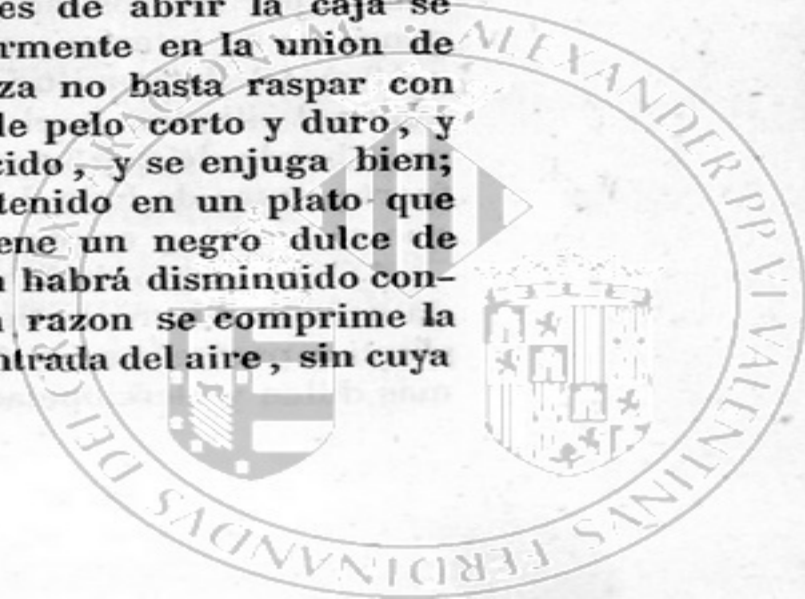 es de abrir la caja se
rmente en la union de
za no basta raspar con
le pelo corto y duro, y
cido, y se enjuga bien;
tenido en un plato que
ene un negro dulce de
habrá disminuido con-
razon se comprime la
ntrada del aire, sin cuya
ALEXANDER PP VI VALENTINVS FERDINANDVS